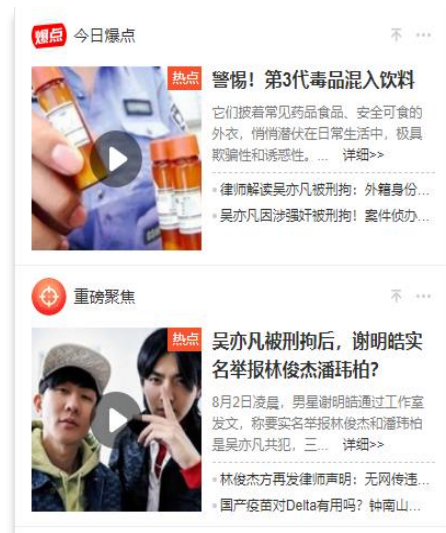 爆点 今日爆点
热点
警惕！第3代毒品混入饮料
它们披着常见药品食品、安全可食的
外衣，悄悄潜伏在日常生活中，极具
欺骗性和诱惑性。... 详细>>
律师解读吴亦凡被刑拘：外籍身份...
吴亦凡因涉强奸被刑拘！案件侦办...
重磅聚焦
热点
吴亦凡被刑拘后，谢明皓实
名举报林俊杰潘玮柏？
8月2日凌晨，男星谢明皓通过工作室
发文，称要实名举报林俊杰和潘玮柏
是吴亦凡共犯，三... 详细>>
林俊杰方再发律师声明：无网传违...
国产疫苗对Delta有用吗？钟南山...